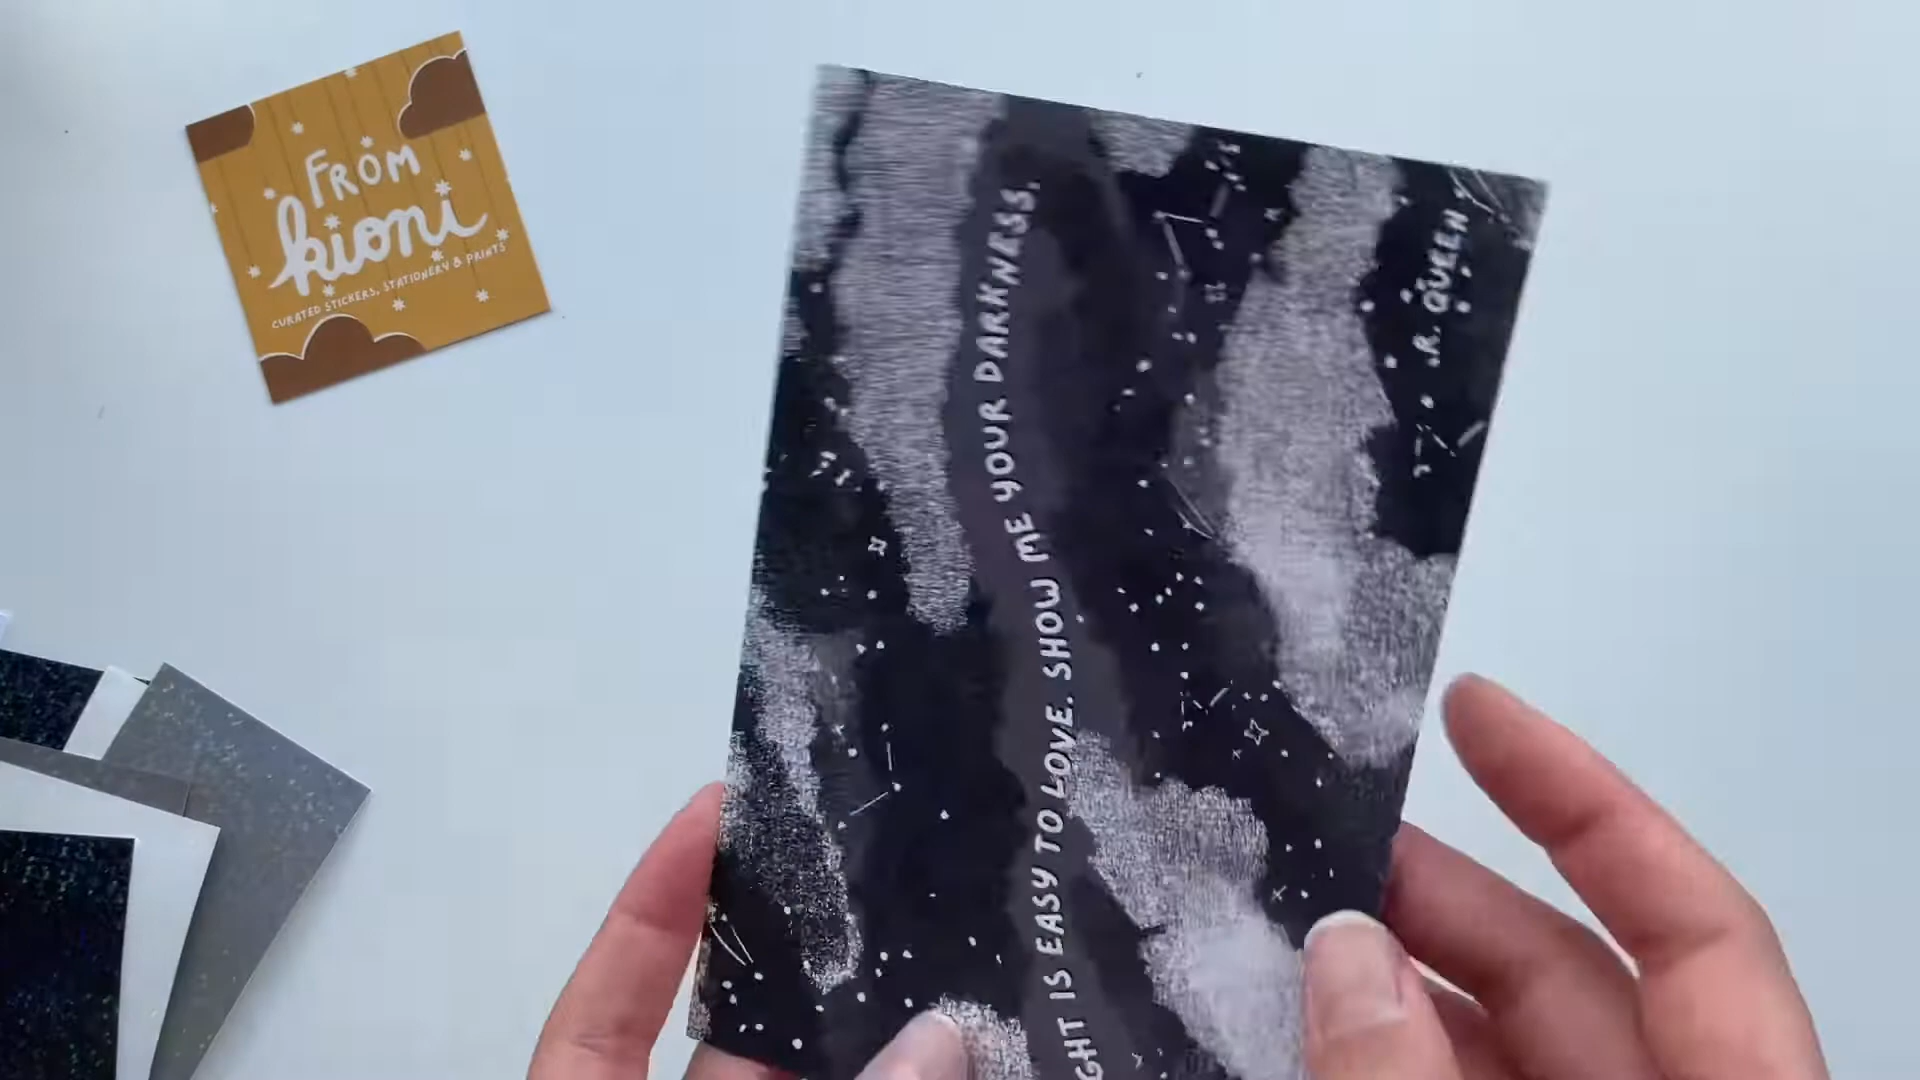 FROM
kioni
CURATED STICKERS, STATIONERY & PRINTS
GHT IS EASY TO LOVE. SHOW ME YOUR DARKNESS.
R. QUEEN